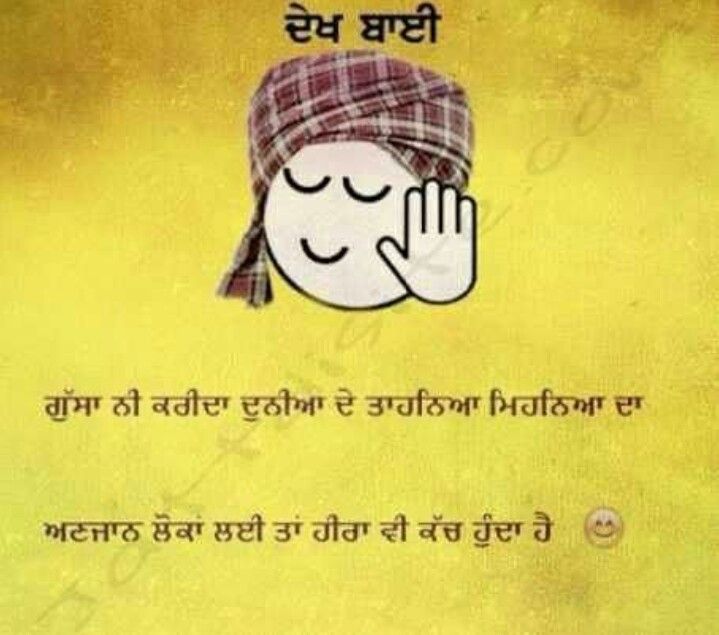 ਦੇਖ ਬਾਈ
ਗੁੱਸਾ ਨੀ ਕਰੀਦਾ ਦੁਨੀਆ ਦੇ ਤਾਹਨਿਆ ਮਿਹਨਿਆ ਦਾ
ਅਣਜਾਨ ਲੋਕਾਂ ਲਈ ਤਾਂ ਹੀਰਾ ਵੀ ਕੱਚ ਹੁੰਦਾ ਹੈ 😊